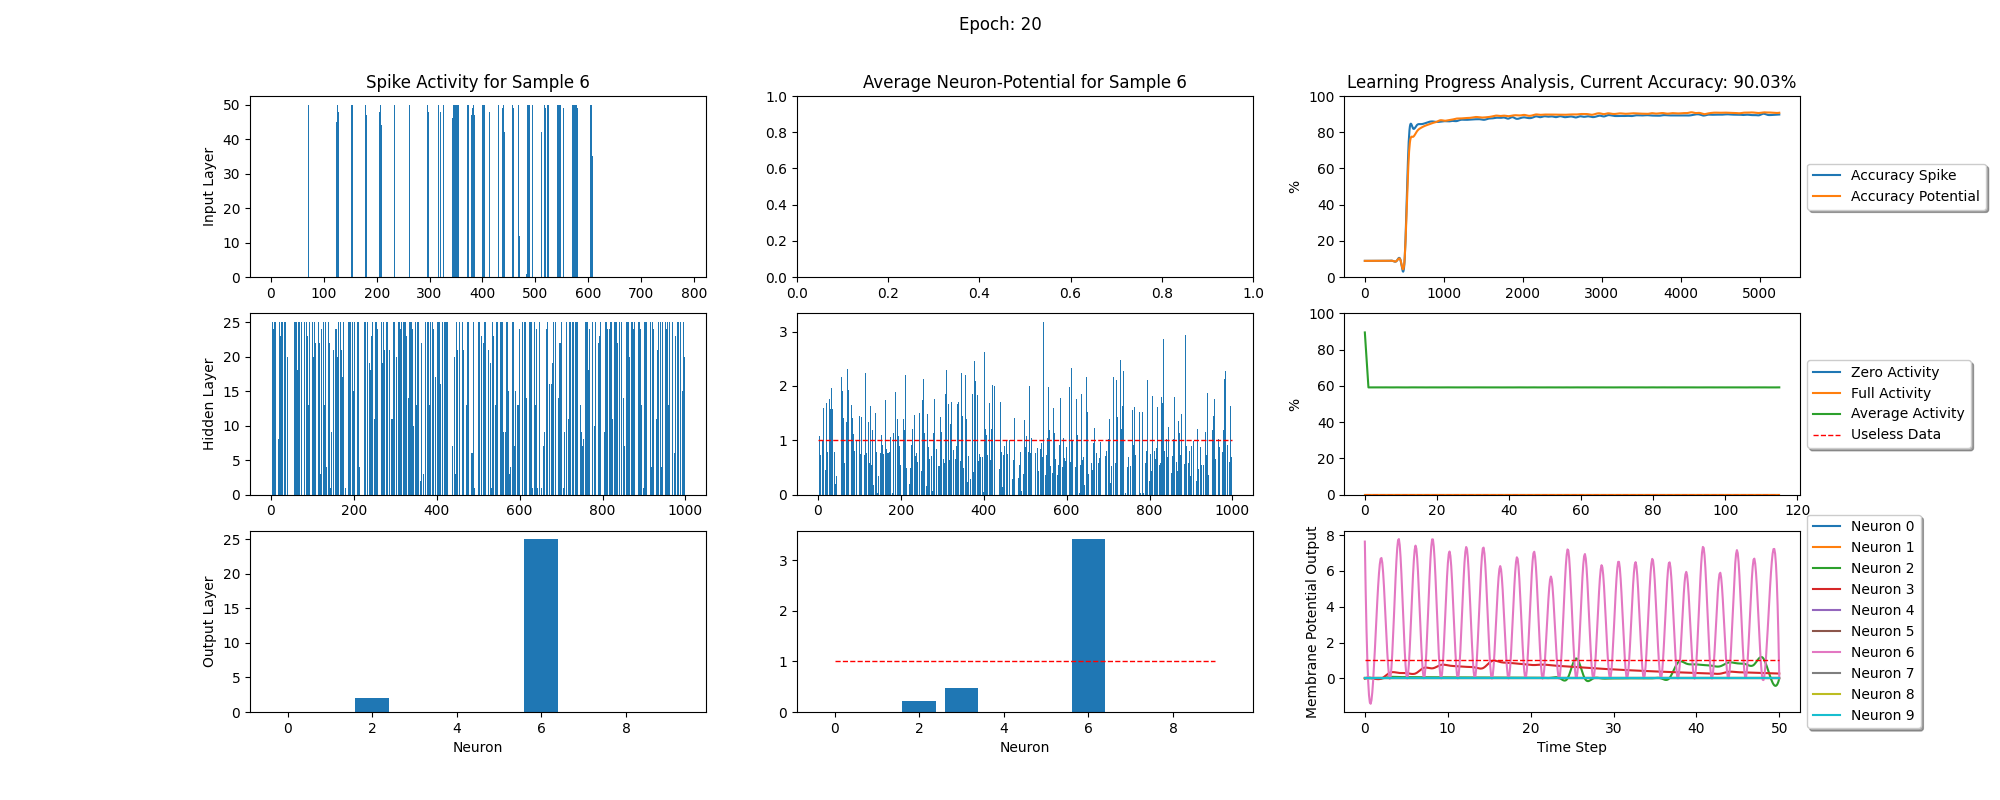 Epoch: 20
Spike Activity for Sample 6
Average Neuron-Potential for Sample 6
Learning Progress Analysis, Current Accuracy: 90.03%
Input Layer
50
40
30
20
10
0
0 100 200 300 400 500 600 700 800
1.0
0.8
0.6
0.4
0.2
0.0
0.0 0.2 0.4 0.6 0.8 1.0
%
100
80
60
40
20
0
0 1000 2000 3000 4000 5000
Accuracy Spike
Accuracy Potential
Hidden Layer
25
20
15
10
5
0
0 200 400 600 800 1000
3
2
1
0
0 200 400 600 800 1000
%
100
80
60
40
20
0
0 20 40 60 80 100 120
Zero Activity
Full Activity
Average Activity
Useless Data
Output Layer
25
20
15
10
5
0
0 2 4 6 8
Neuron
3
2
1
0
0 2 4 6 8
Neuron
Membrane Potential Output
8
6
4
2
0
0 10 20 30 40 50
Time Step
Neuron 0
Neuron 1
Neuron 2
Neuron 3
Neuron 4
Neuron 5
Neuron 6
Neuron 7
Neuron 8
Neuron 9